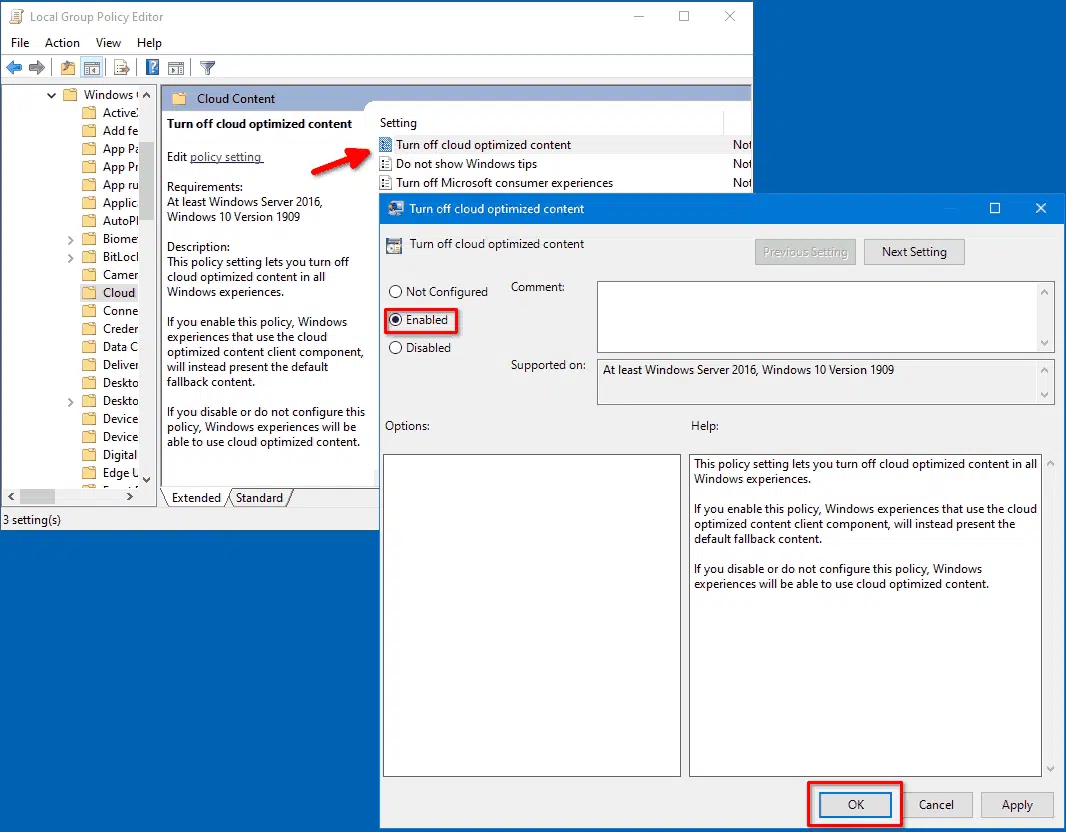 Local Group Policy Editor
File Action View Help
Windows
Active
Add fe
App Pa
App Pr
App ru
Applic
AutoPl
Biome
BitLoc
Camer
Cloud
Conne
Creder
Data C
Deliver
Deskto
Deskto
Device
Device
Digital
Edge U
Cloud Content
Turn off cloud optimized content
Edit policy setting
Requirements:
At least Windows Server 2016,
Windows 10 Version 1909
Description:
This policy setting lets you turn off
cloud optimized content in all
Windows experiences.
If you enable this policy, Windows
experiences that use the cloud
optimized content client component,
will instead present the default
fallback content.
If you disable or do not configure this
policy, Windows experiences will be
able to use cloud optimized content.
Setting
Turn off cloud optimized content Not
Do not show Windows tips Not
Turn off Microsoft consumer experiences Not
Extended Standard
3 setting(s)
Turn off cloud optimized content
Turn off cloud optimized content
Previous Setting Next Setting
Not Configured
Enabled
Disabled
Comment:
Supported on:
At least Windows Server 2016, Windows 10 Version 1909
Options:
Help:
This policy setting lets you turn off cloud optimized content in all
Windows experiences.
If you enable this policy, Windows experiences that use the cloud
optimized content client component, will instead present the
default fallback content.
If you disable or do not configure this policy, Windows
experiences will be able to use cloud optimized content.
OK Cancel Apply